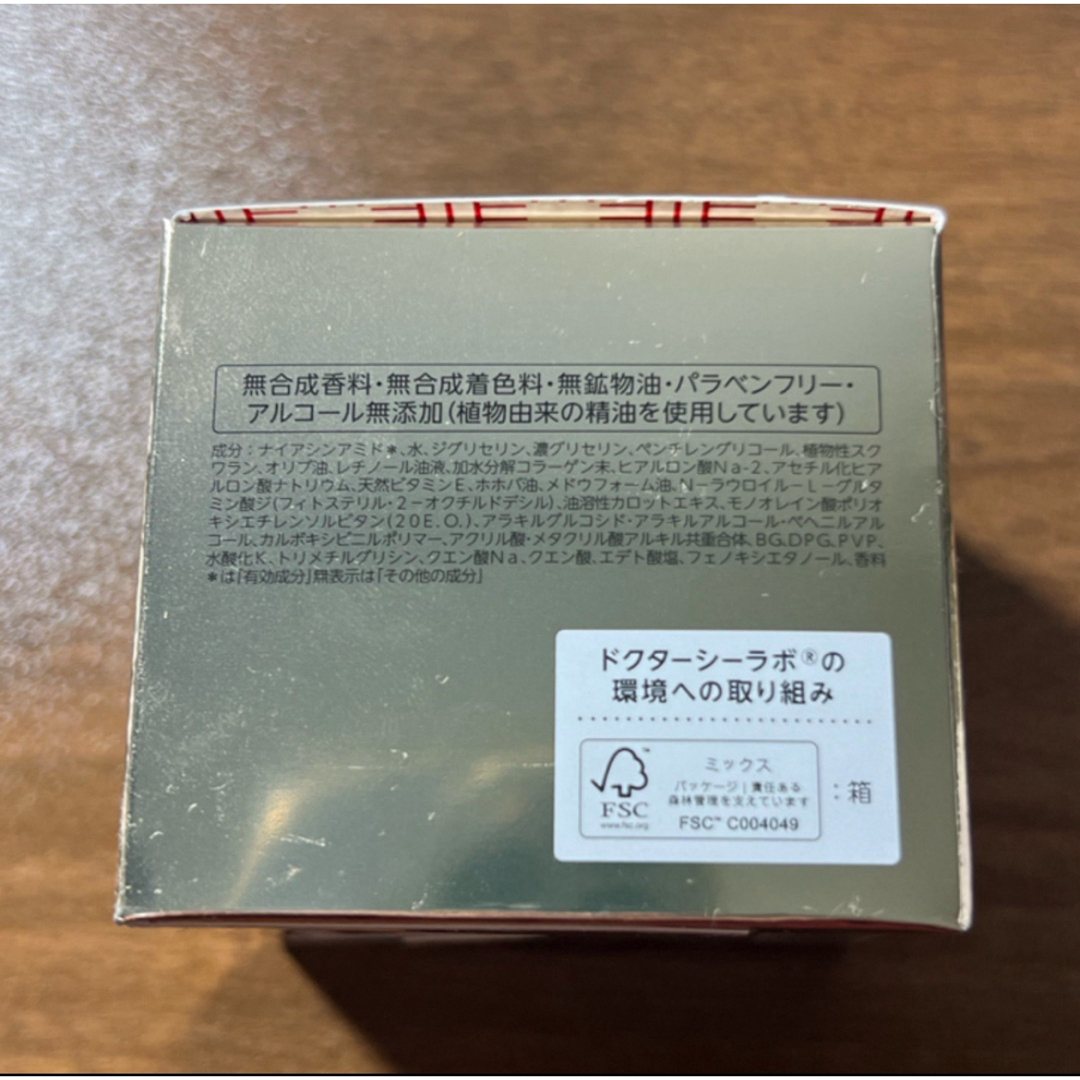 無合成香料・無合成着色料・無鉱物油・パラベンフリー・
アルコール無添加(植物由来の精油を使用しています)
成分：ナイアシンアミド＊、水、ジグリセリン、濃グリセリン、ペンチレングリコール、植物性スク
ワラン、オリブ油、レチノール油液、加水分解コラーゲン末、ヒアルロン酸Na-2、アセチル化ヒア
ルロン酸ナトリウム、天然ビタミンE、ホホバ油、メドウフォーム油、N−ラウロイル−L−グルタ
ミン酸ジ(フィトステリル・2−オクチルドデシル)、油溶性カロットエキス、モノオレイン酸ポリオ
キシエチレンソルビタン(20E.O.)、アラキルグルコシド・アラキルアルコール・ベヘニルアル
コール、カルボキシビニルポリマー、アクリル酸・メタクリル酸アルキル共重合体、BG、DPG、PVP、
水酸化K、トリメチルグリシン、クエン酸Na、クエン酸、エデト酸塩、フェノキシエタノール、香料
＊は「有効成分」無表示は「その他の成分」
ドクターシーラボ®の
環境への取り組み
FSC
www.fsc.org
ミックス
パッケージ｜責任ある
森林管理を支えています
FSC™ C004049
：箱